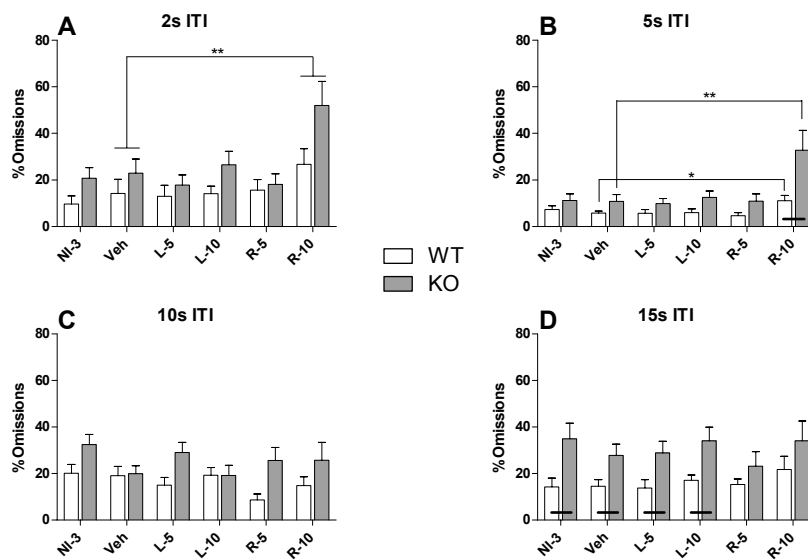 A
2s ITI
%Omissions
80
60
40
20
0
**
NI-3
Veh
L-5
L-10
R-5
R-10
B
5s ITI
%Omissions
80
60
40
20
0
**
*
NI-3
Veh
L-5
L-10
R-5
R-10
WT
KO
C
10s ITI
%Omissions
80
60
40
20
0
NI-3
Veh
L-5
L-10
R-5
R-10
D
15s ITI
%Omissions
80
60
40
20
0
NI-3
Veh
L-5
L-10
R-5
R-10